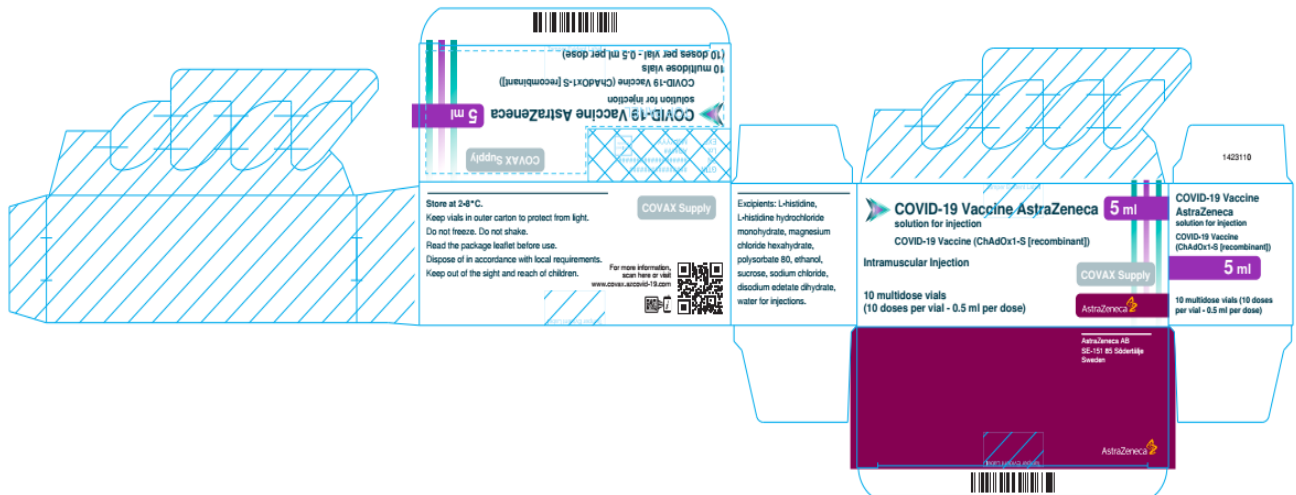 (10 doses per vial - 0.5 ml per dose)
10 multidose vials
COVID-19 Vaccine (ChAdOx1-S [recombinant])
solution for injection
COVID-19 Vaccine AstraZeneca
5 ml
COVAX Supply
Store at 2-8°C.
Keep vials in outer carton to protect from light.
Do not freeze. Do not shake.
Read the package leaflet before use.
Dispose of in accordance with local requirements.
Keep out of the sight and reach of children.
COVAX Supply
For more information,
scan here or visit
www.covax.azcovid-19.com
Excipients: L-histidine,
L-histidine hydrochloride
monohydrate, magnesium
chloride hexahydrate,
polysorbate 80, ethanol,
sucrose, sodium chloride,
disodium edetate dihydrate,
water for injections.
COVID-19 Vaccine AstraZeneca
5 ml
solution for injection
COVID-19 Vaccine (ChAdOx1-S [recombinant])
Intramuscular Injection
COVAX Supply
10 multidose vials
(10 doses per vial - 0.5 ml per dose)
AstraZeneca
AstraZeneca AB
SE-151 85 Södertälje
Sweden
AstraZeneca
1423110
COVID-19 Vaccine
AstraZeneca
solution for injection
COVID-19 Vaccine
(ChAdOx1-S [recombinant])
5 ml
10 multidose vials (10 doses
per vial - 0.5 ml per dose)